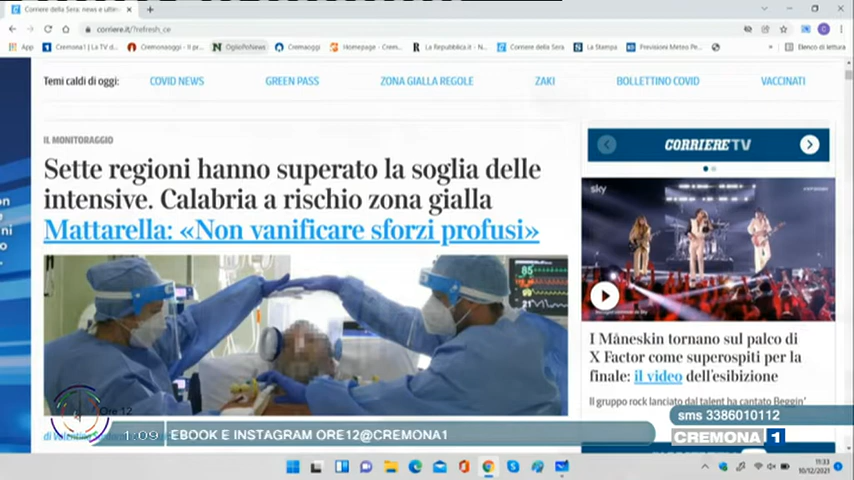 Corriere della Sera: news e ultim
corriere.it/?refresh_ce
App
Cremona1 | La TV d...
Cremonaoggi - Il pr...
OglioPoNews
Cremaoggi
Homepage - Crem...
La Repubblica.it - N...
Corriere della Sera
La Stampa
Previsioni Meteo Pe...
»
Elenco di lettura
Temi caldi di oggi:
COVID NEWS
GREEN PASS
ZONA GIALLA REGOLE
ZAKI
BOLLETTINO COVID
VACCINATI
IL MONITORAGGIO
Sette regioni hanno superato la soglia delle
intensive. Calabria a rischio zona gialla
Mattarella: «Non vanificare sforzi profusi»
85
CORRIERE TV
sky
I Måneskin tornano sul palco di
X Factor come superospiti per la
finale: il video dell'esibizione
Il gruppo rock lanciato dal talent ha cantato Beggin'
sms 3386010112
Ore 12
1:09
EBOOK E INSTAGRAM ORE12@CREMONA1
CREMONA 1
di Valentina
11:33
10/12/2021